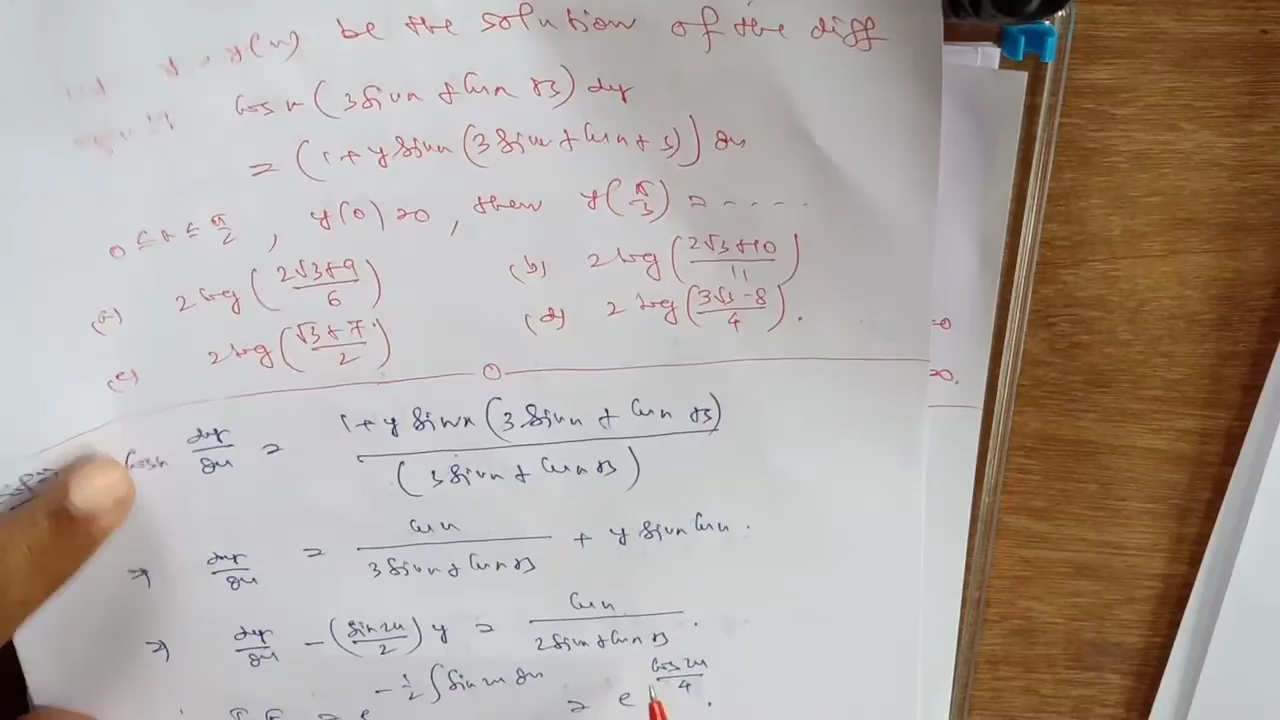 y = y(x) be the solution of the diff
Cos x (3 Sin x + Cos x + 3) dy
= (1 + y Sin x (3 Sin x + Cos x + 3)) dx
0 ≤ x ≤ π/2 , y(0) = 0 , then y(π/3) = - - - -
(a) 2 log ((2√3+9)/6) (b) 2 log ((2√3+10)/11)
(c) 2 log ((√3+7)/2) (d) 2 log ((3√3-8)/4) .
=0
=0.
Cos x dy/dx = (1 + y Sin x (3 Sin x + Cos x + 3)) / (3 Sin x + Cos x + 3)
⇒ dy/dx = Cos x / (3 Sin x + Cos x + 3) + y Sin x Cos x .
⇒ dy/dx - (Sin 2x / 2) y = Cos x / (2 Sin x + Cos x + 3) .
- 1/2 ∫ Sin 2x dx = e^(Cos 2x / 4) .